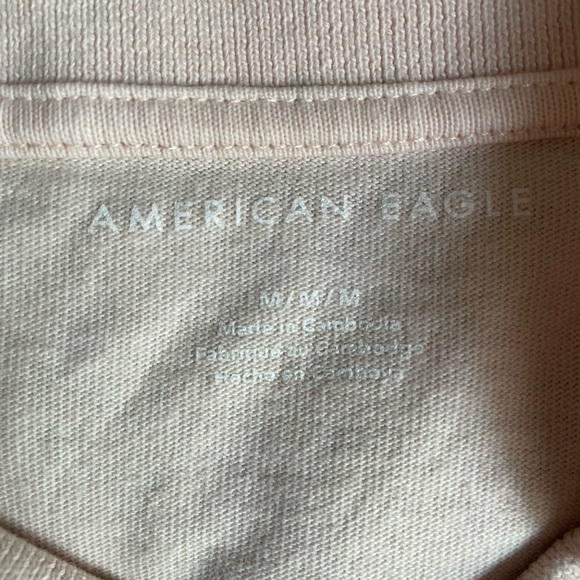 AMERICAN EAGLE
M/M/M
Made in Cambodia
Fabriqué au Cambodge
Hecho en Camboya